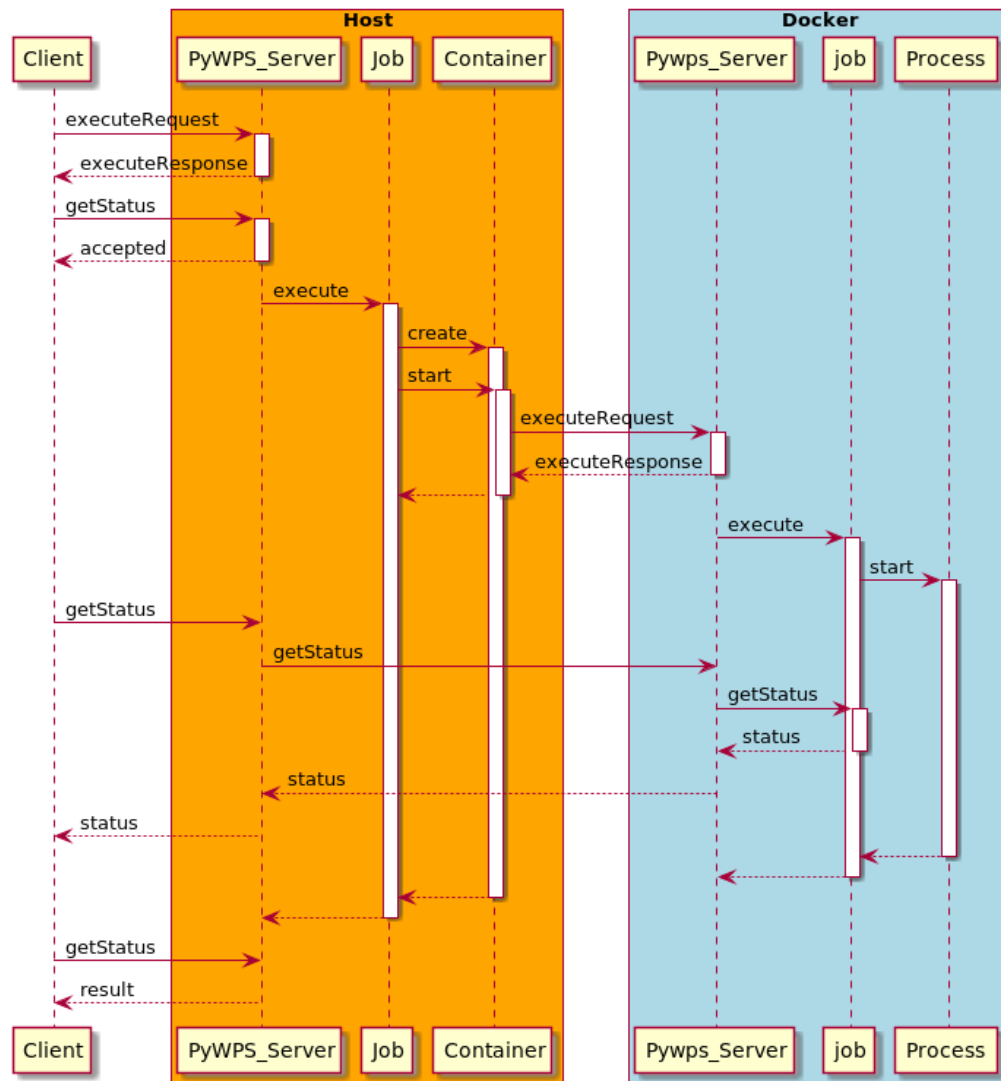 Host
Docker
Client
PyWPS_Server
Job
Container
Pywps_Server
job
Process
executeRequest
executeResponse
getStatus
accepted
execute
create
start
executeRequest
executeResponse
execute
start
getStatus
getStatus
getStatus
status
status
status
getStatus
result
Client
PyWPS_Server
Job
Container
Pywps_Server
job
Process